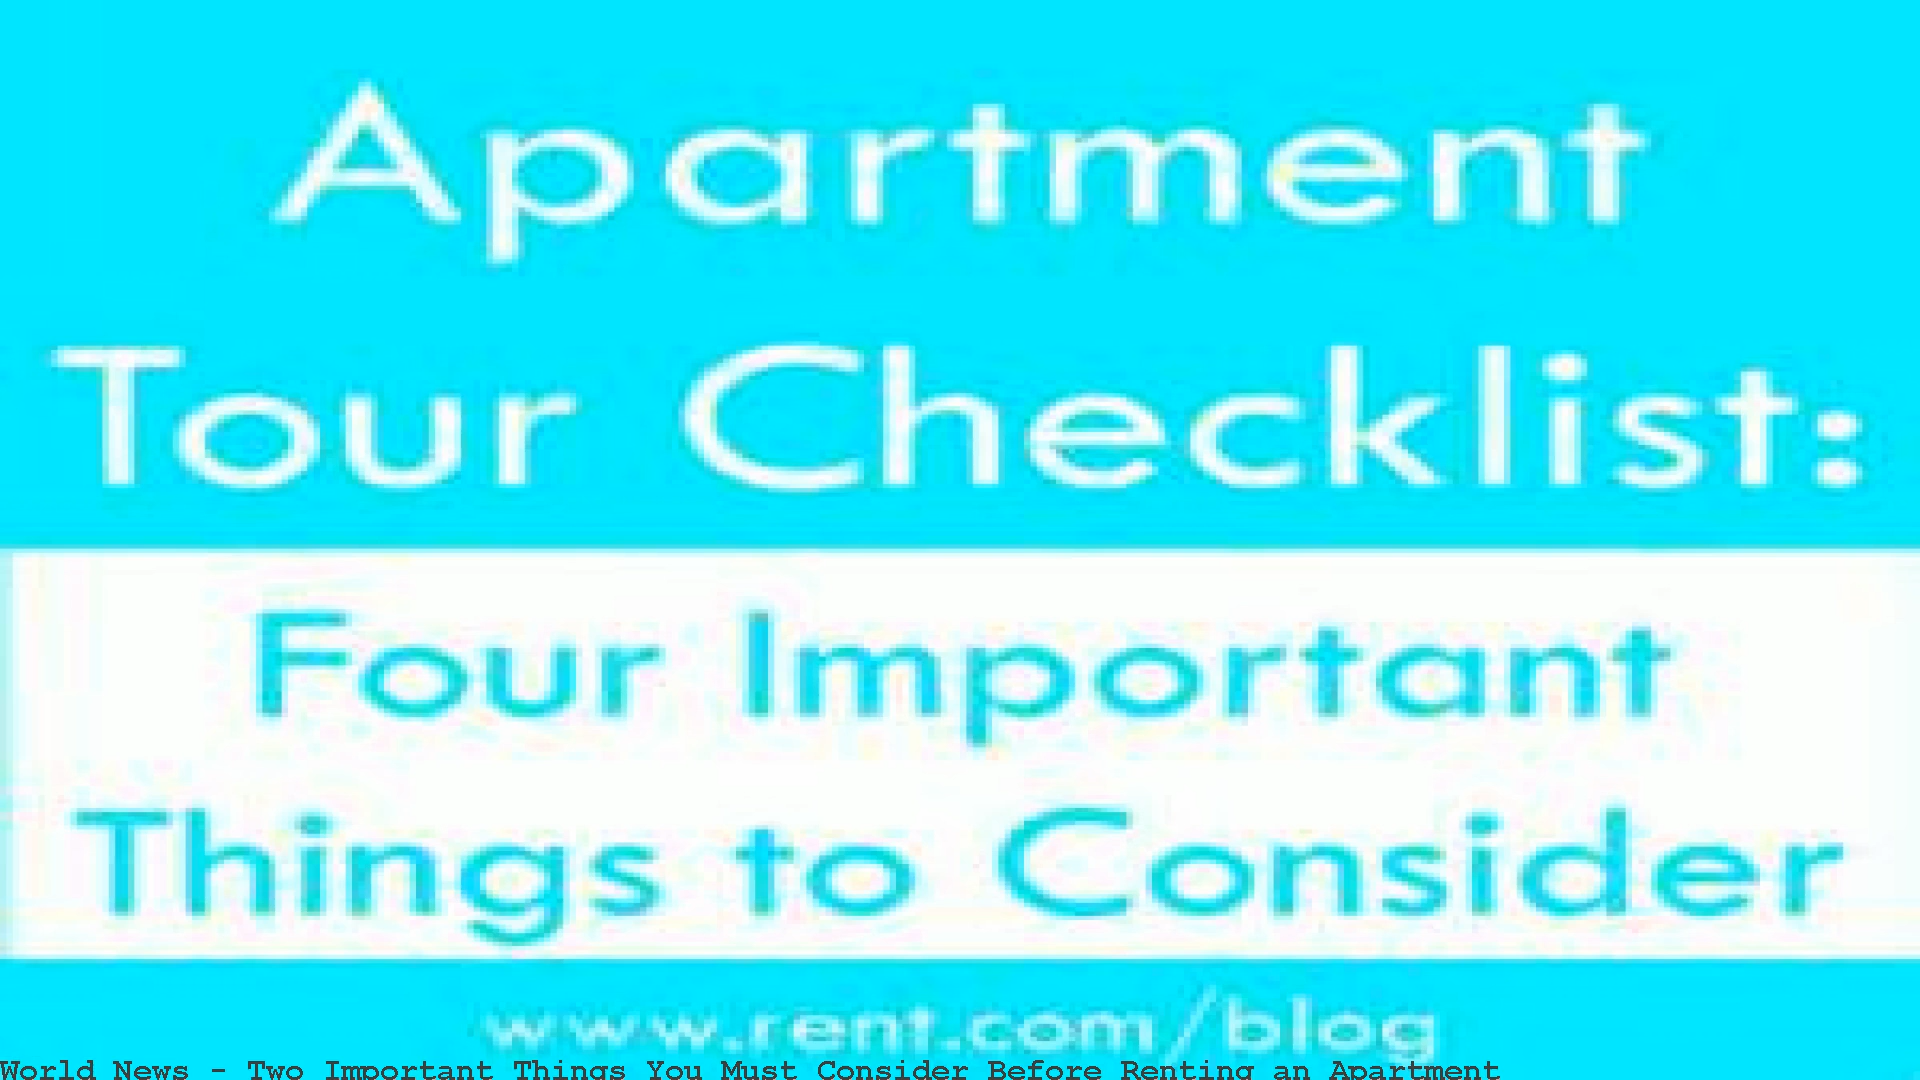 Apartment
Tour Checklist:
Four Important
Things to Consider
www.rent.com/blog
World News - Two Important Things You Must Consider Before Renting an Apartment